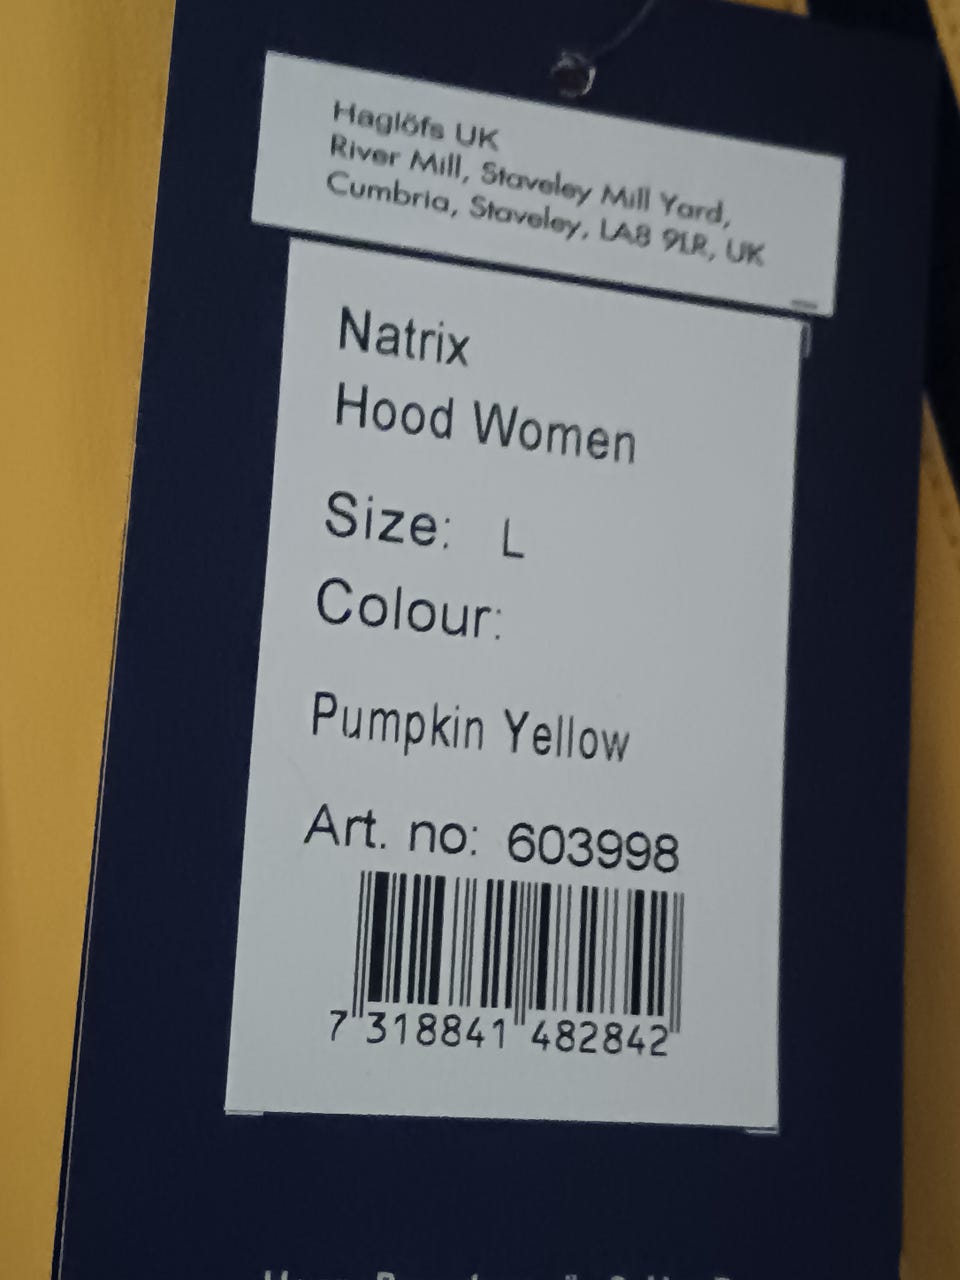 Haglöfs UK
River Mill, Staveley Mill Yard,
Cumbria, Staveley, LA8 9LR, UK
Natrix
Hood Women
Size: L
Colour:
Pumpkin Yellow
Art. no: 603998
7 318841 482842